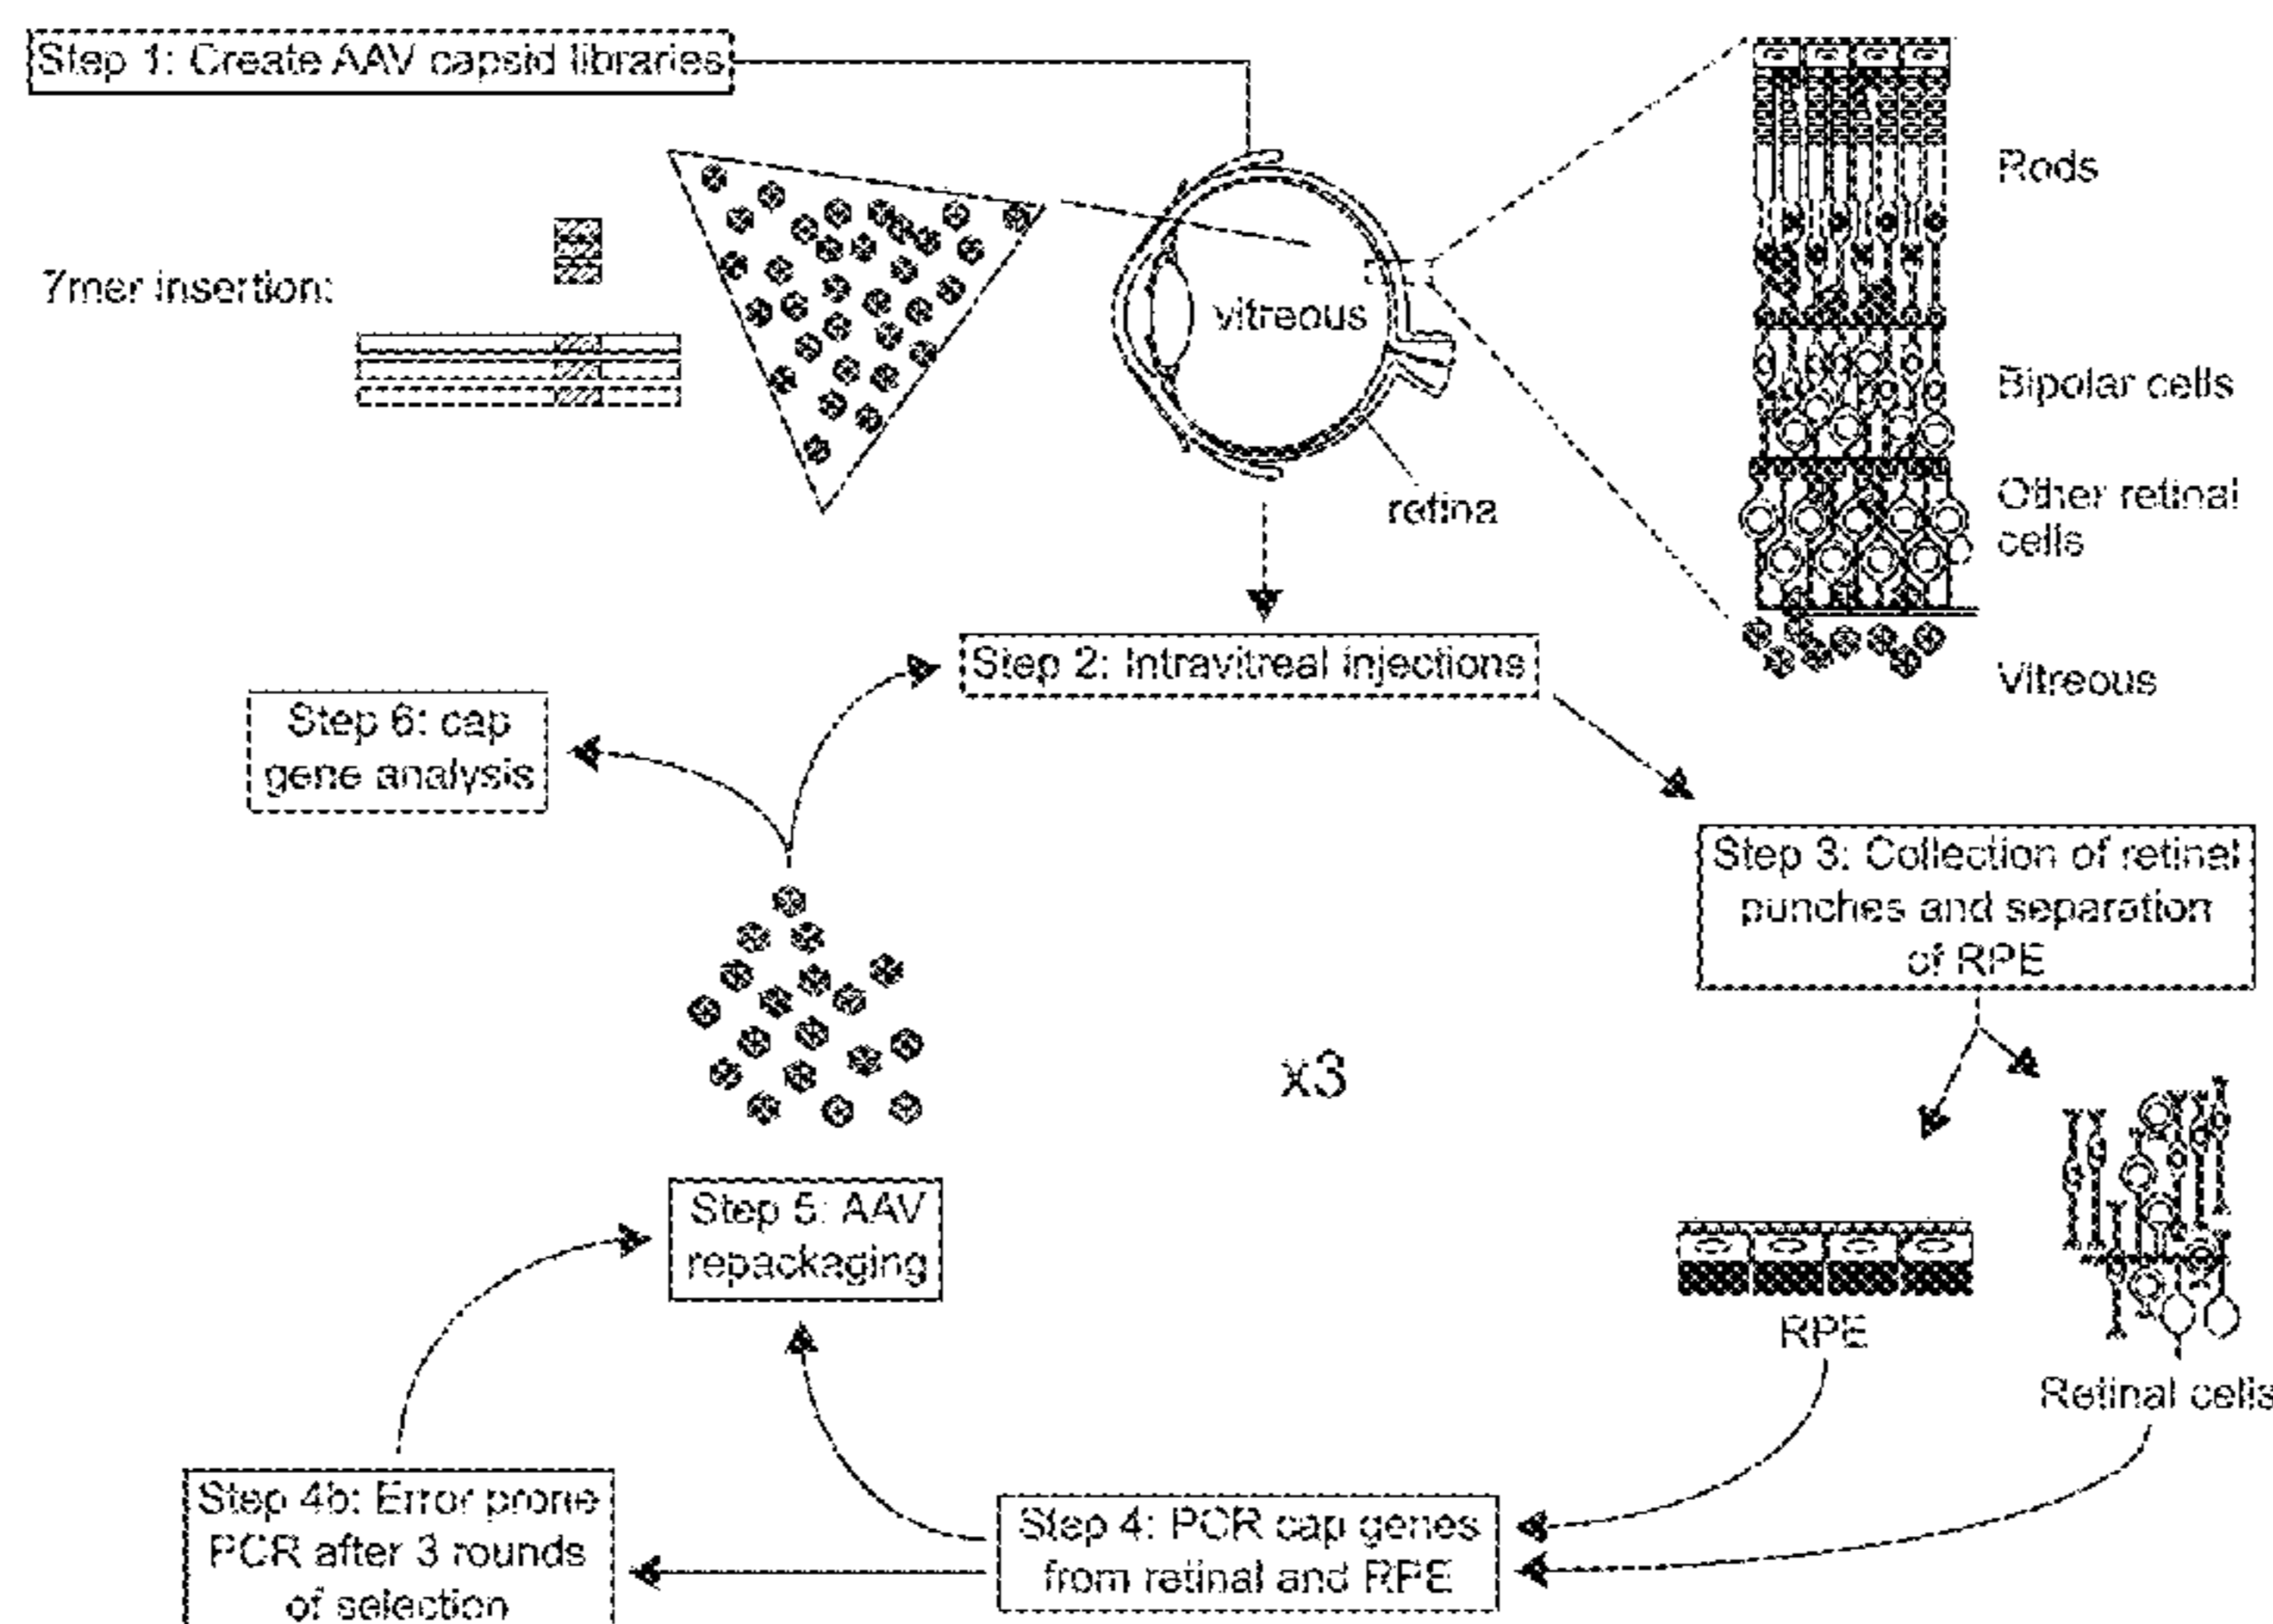 Step 1: Create AAV capsid libraries
7mer insertion:
vitreous
retina
Rods
Bipolar cells
Other retinal
cells
Vitreous
Step 2: Intravitreal injections
Step 3: Collection of retinal
punches and separation
of RPE
RPE
Retinal cells
Step 4: PCR cap genes
from retinal and RPE
Step 4b: Error prone
PCR after 3 rounds
of selection
Step 5: AAV
repackaging
x3
Step 6: cap
gene analysis